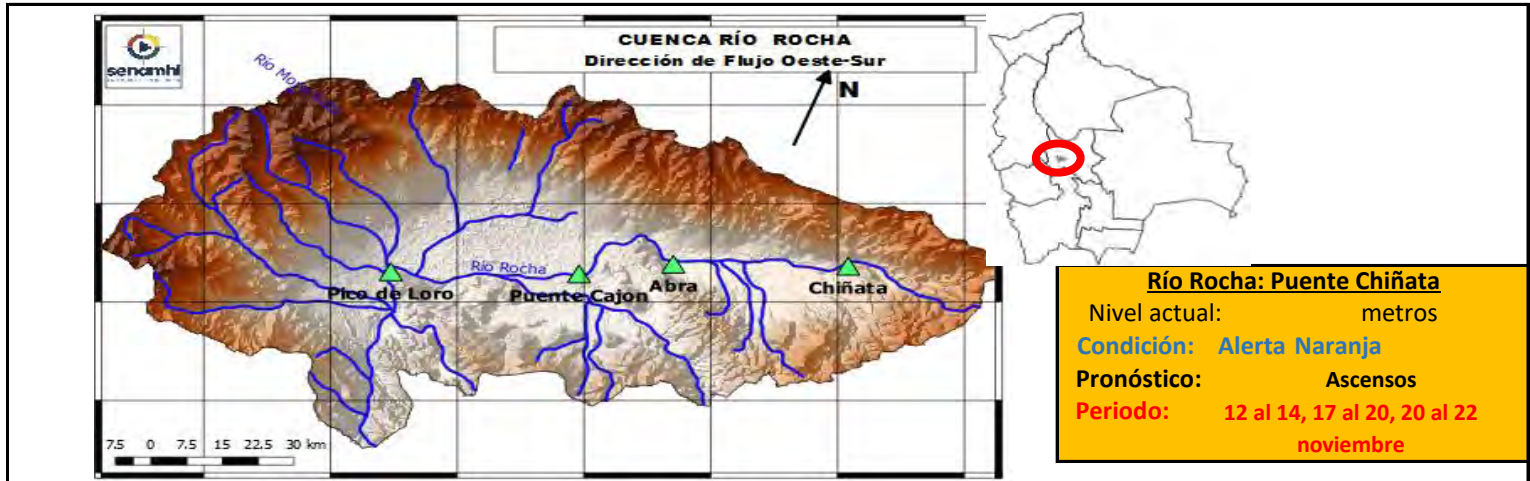 senamhi
CUENCA RÍO ROCHA
Dirección de Flujo Oeste-Sur
N
Río Rocha
Pico de Loro
Puente Cajon
Abra
Chiñata
7.5 0 7.5 15 22.5 30 km
Río Rocha: Puente Chiñata
Nivel actual: metros
Condición: Alerta Naranja
Pronóstico: Ascensos
Periodo: 12 al 14, 17 al 20, 20 al 22
noviembre